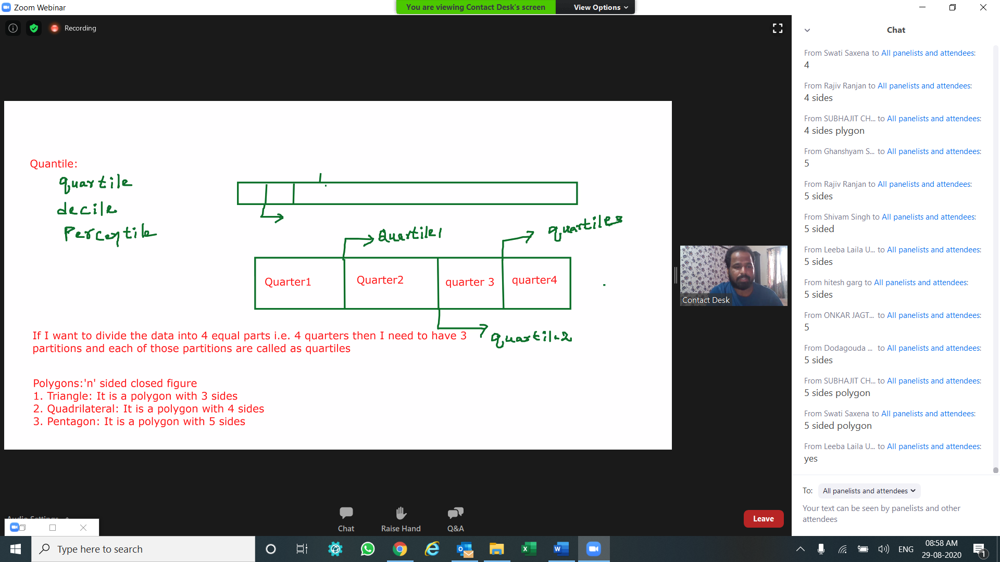 Zoom Webinar
You are viewing Contact Desk's screen
View Options
Recording
Quantile:
quartile
decile
Percentile
Quartile1
quartile3
Quarter1
Quarter2
quarter 3
quarter4
quartile2
If I want to divide the data into 4 equal parts i.e. 4 quarters then I need to have 3
partitions and each of those partitions are called as quartiles
Polygons:'n' sided closed figure
1. Triangle: It is a polygon with 3 sides
2. Quadrilateral: It is a polygon with 4 sides
3. Pentagon: It is a polygon with 5 sides
Contact Desk
Chat
From Swati Saxena to All panelists and attendees:
4
From Rajiv Ranjan to All panelists and attendees:
4 sides
From SUBHAJIT CH... to All panelists and attendees:
4 sides plygon
From Ghanshyam S... to All panelists and attendees:
5
From Rajiv Ranjan to All panelists and attendees:
5 sides
From Shivam Singh to All panelists and attendees:
5 sided
From Leeba Laila U... to All panelists and attendees:
5 sides
From hitesh garg to All panelists and attendees:
5 sides
From ONKAR JAGT... to All panelists and attendees:
5
From Dodagouda ... to All panelists and attendees:
5 sides
From SUBHAJIT CH... to All panelists and attendees:
5 sides polygon
From Swati Saxena to All panelists and attendees:
5 sided polygon
From Leeba Laila U... to All panelists and attendees:
yes
To: All panelists and attendees
Your text can be seen by panelists and other
attendees
Audio Settings
Chat
Raise Hand
Q&A
Leave
Type here to search
ENG
08:58 AM
29-08-2020
1